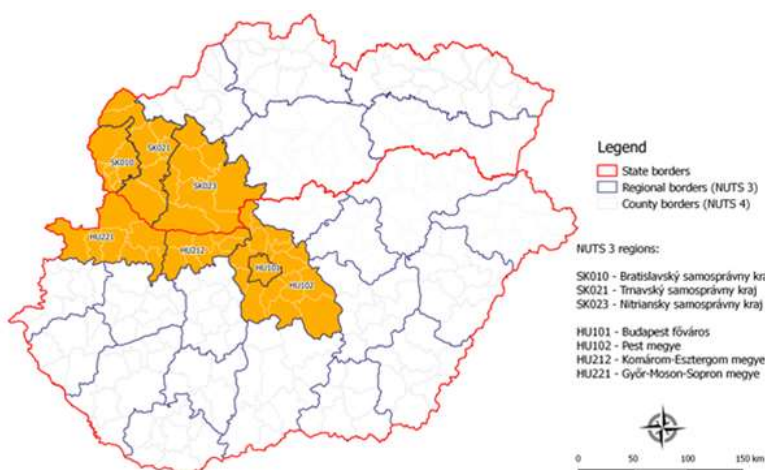 SK010
SK021
SK023
HU221
HU212
HU101
HU102
Legend
State borders
Regional borders (NUTS 3)
County borders (NUTS 4)
NUTS 3 regions:
SK010 - Bratislavský samosprávny kra
SK021 - Trnavský samosprávny kraj
SK023 - Nitriansky samosprávny kraj
HU101 - Budapest főváros
HU102 - Pest megye
HU212 - Komárom-Esztergom megye
HU221 - Győr-Moson-Sopron megye
0 50 100 150 km